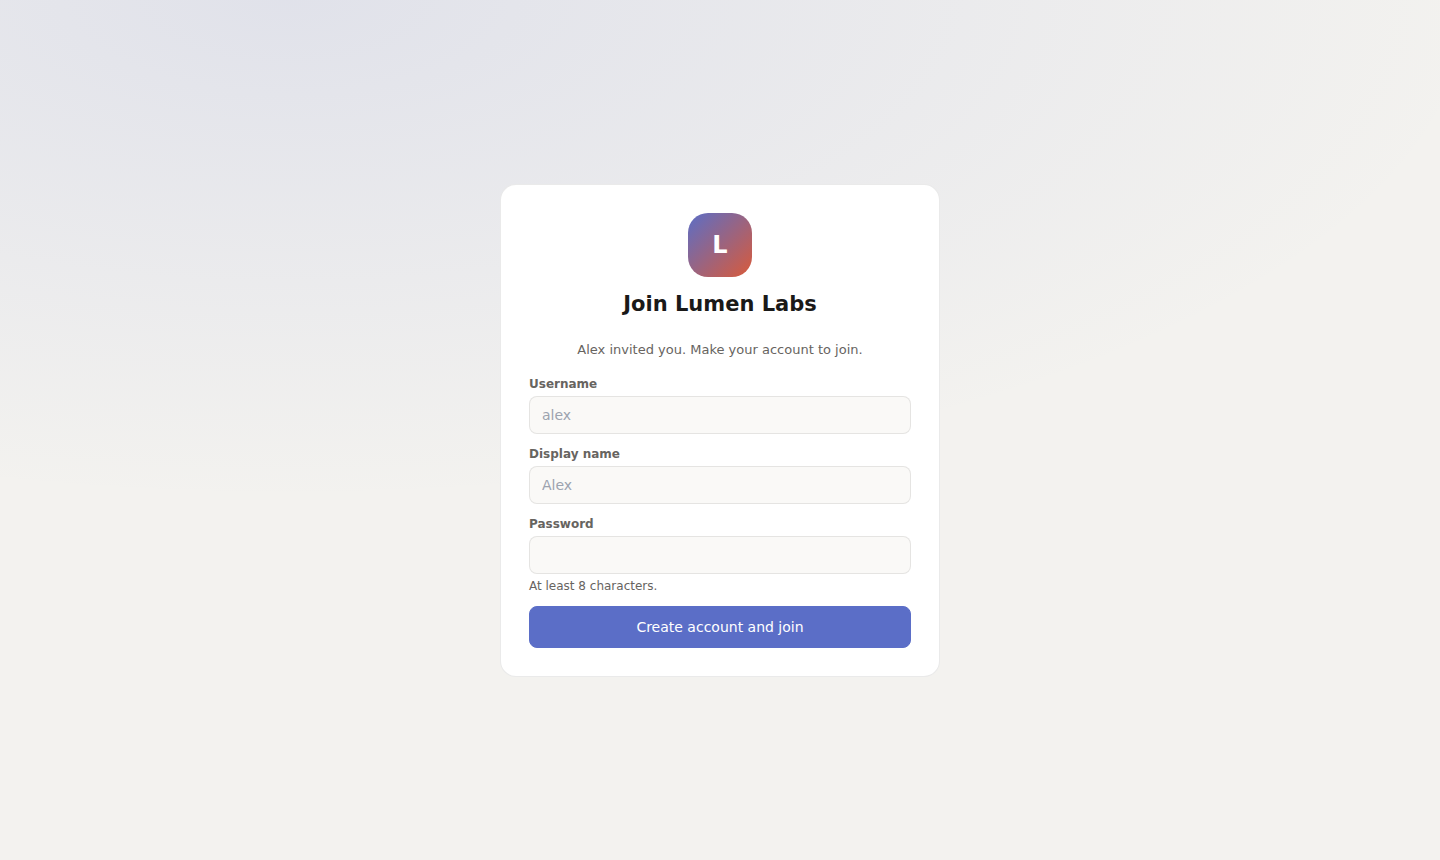 L
Join Lumen Labs
Alex invited you. Make your account to join.
Username
alex
Display name
Alex
Password
At least 8 characters.
Create account and join